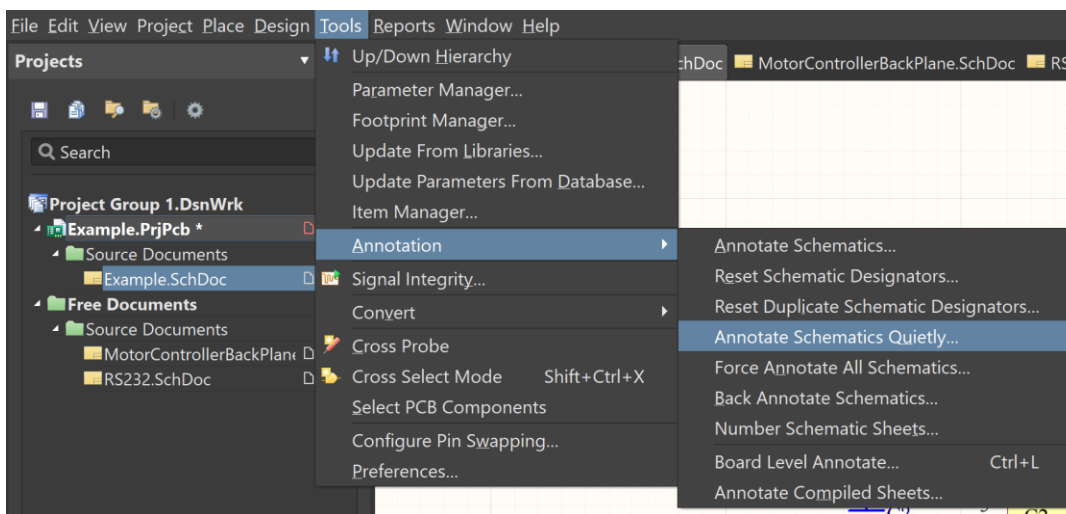 File Edit View Project Place Design Tools Reports Window Help
Projects
Up/Down Hierarchy
chDoc MotorControllerBackPlane.SchDoc RS
Parameter Manager...
Footprint Manager...
Search
Update From Libraries...
Update Parameters From Database...
Project Group 1.DsnWrk
Item Manager...
Example.PrjPcb *
Annotation
Annotate Schematics...
Source Documents
Example.SchDoc
Signal Integrity...
Reset Schematic Designators...
Free Documents
Convert
Reset Duplicate Schematic Designators...
Source Documents
Annotate Schematics Quietly...
MotorControllerBackPlane
Cross Probe
Force Annotate All Schematics...
RS232.SchDoc
Cross Select Mode Shift+Ctrl+X
Back Annotate Schematics...
Select PCB Components
Number Schematic Sheets...
Configure Pin Swapping...
Board Level Annotate... Ctrl+L
Preferences...
Annotate Compiled Sheets...